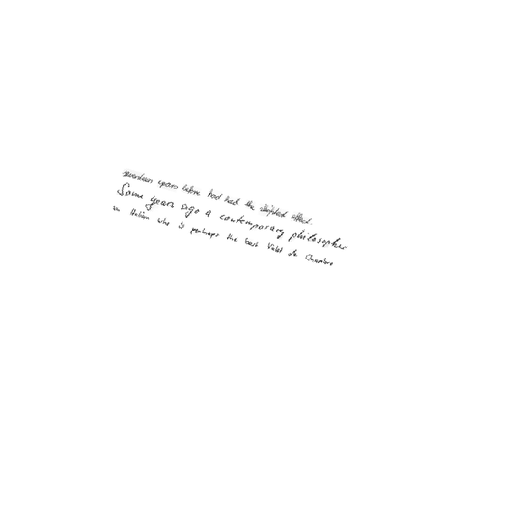 seventeen years before had had the slightest effect.
Some years ago a contemporary philosopher
an Italian who is perhaps the best Valet de Chambre